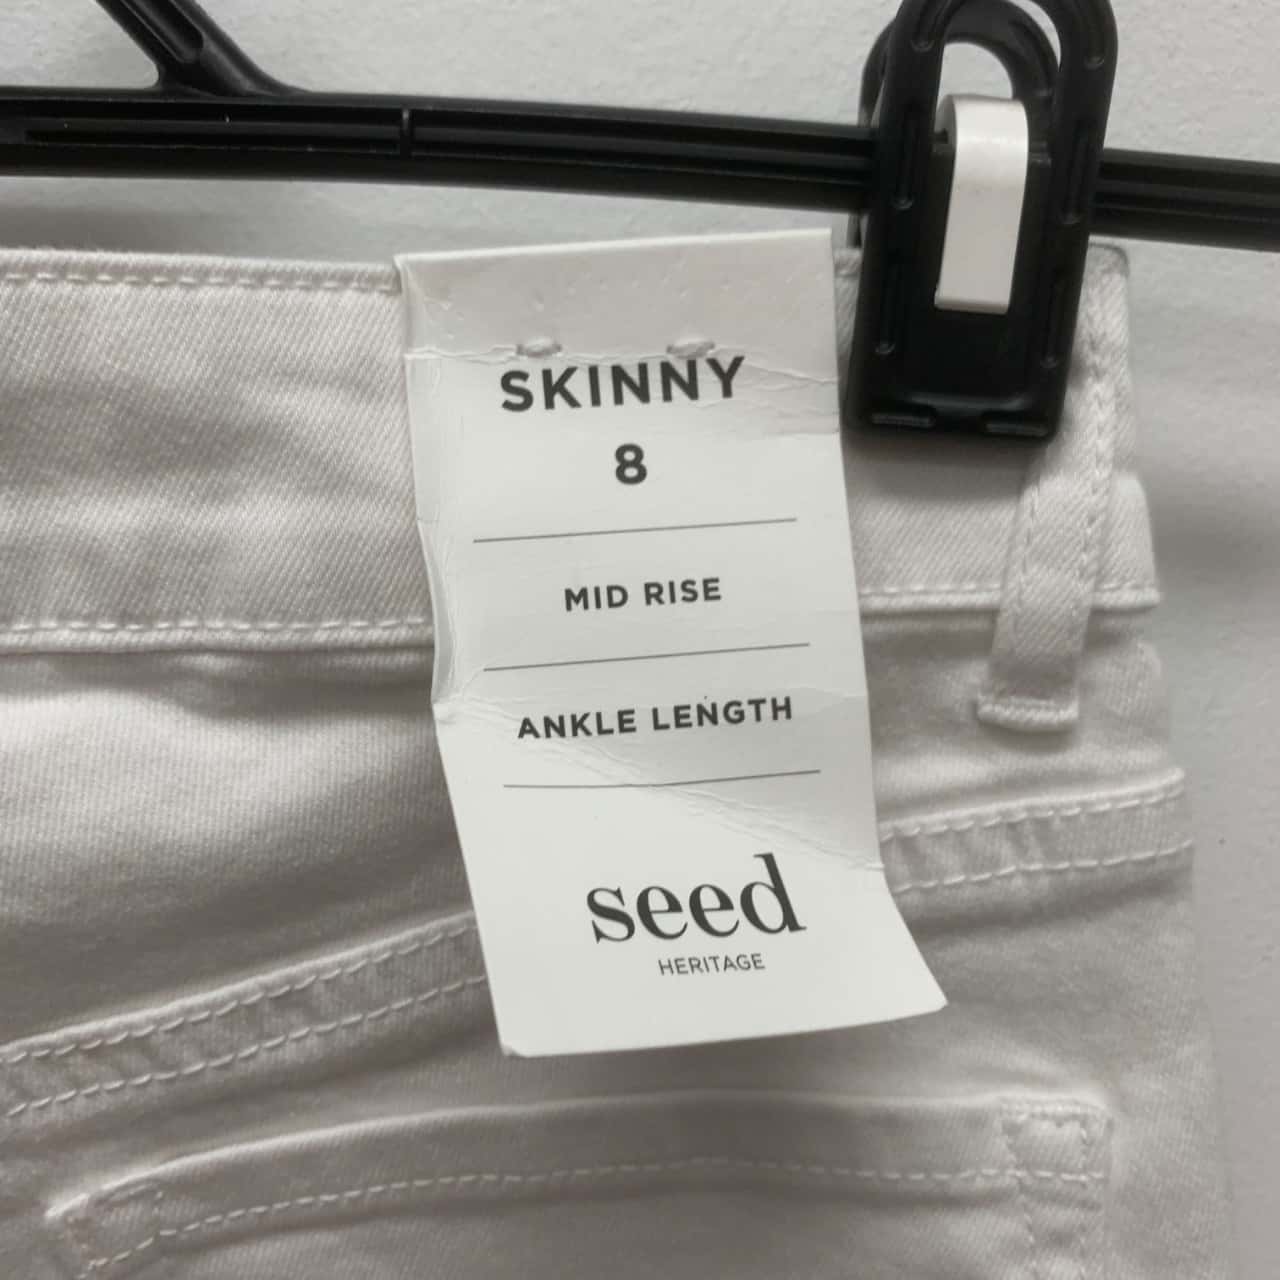 SKINNY
8
MID RISE
ANKLE LENGTH
seed
HERITAGE